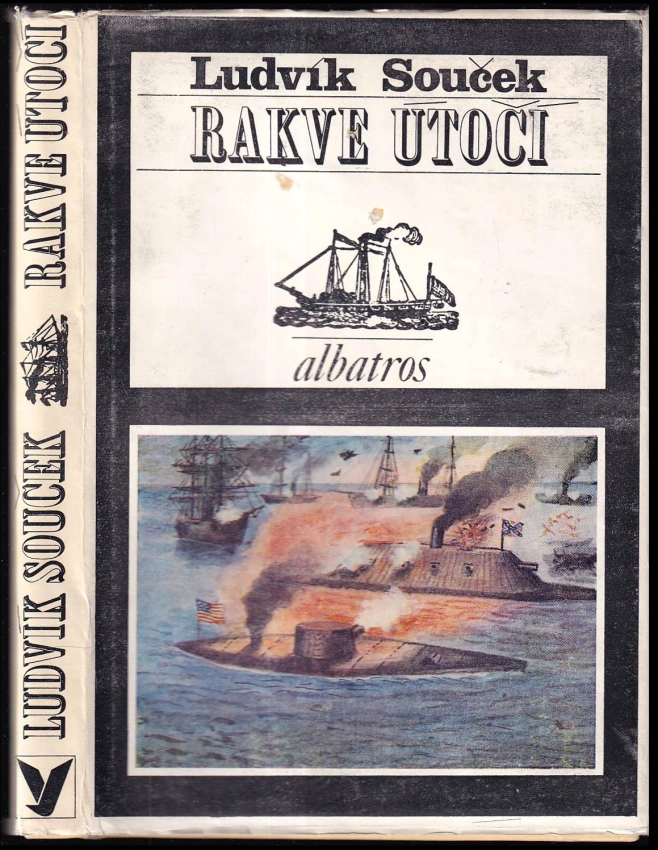 Ludvík Souček
RAKVE ÚTOČÍ
albatros
LUDVÍK SOUČEK
RAKVE ÚTOČÍ